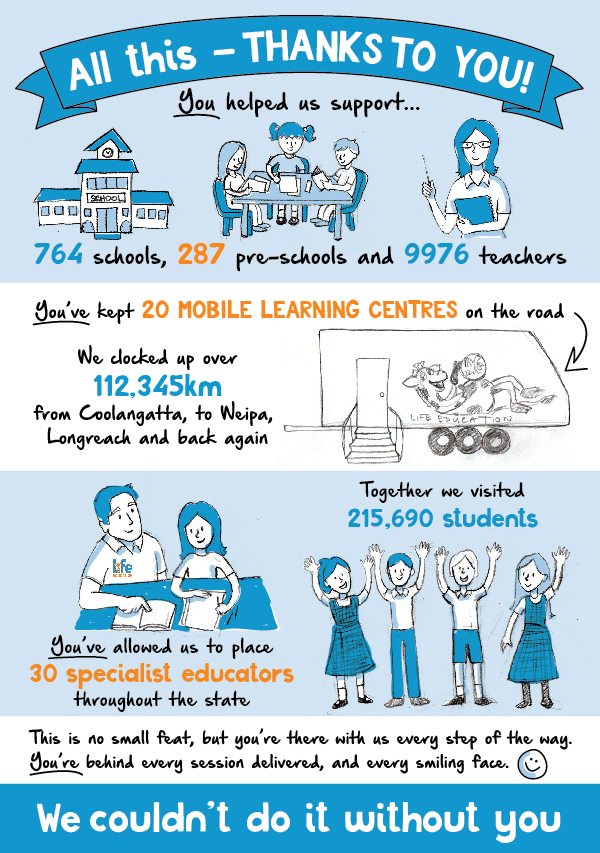 All this – THANKS TO YOU!
You helped us support...
SCHOOL
764 schools, 287 pre-schools and 9976 teachers
You've kept 20 MOBILE LEARNING CENTRES on the road
We clocked up over
112,345km
from Coolangatta, to Weipa,
Longreach and back again
LIFE EDUCATION
Together we visited
215,690 students
Life
You've allowed us to place
30 specialist educators
throughout the state
This is no small feat, but you're there with us every step of the way.
You're behind every session delivered, and every smiling face.
We couldn't do it without you